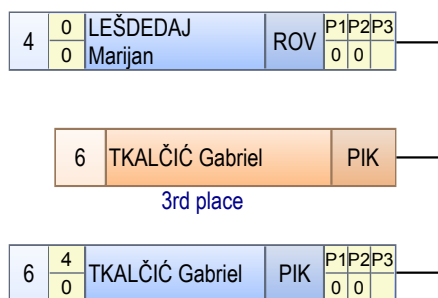 4 0 LEŠDEDAJ ROV P1 P2 P3
0 Marijan 0 0
6 TKALČIĆ Gabriel PIK
3rd place
6 4 TKALČIĆ Gabriel PIK P1 P2 P3
0 0 0